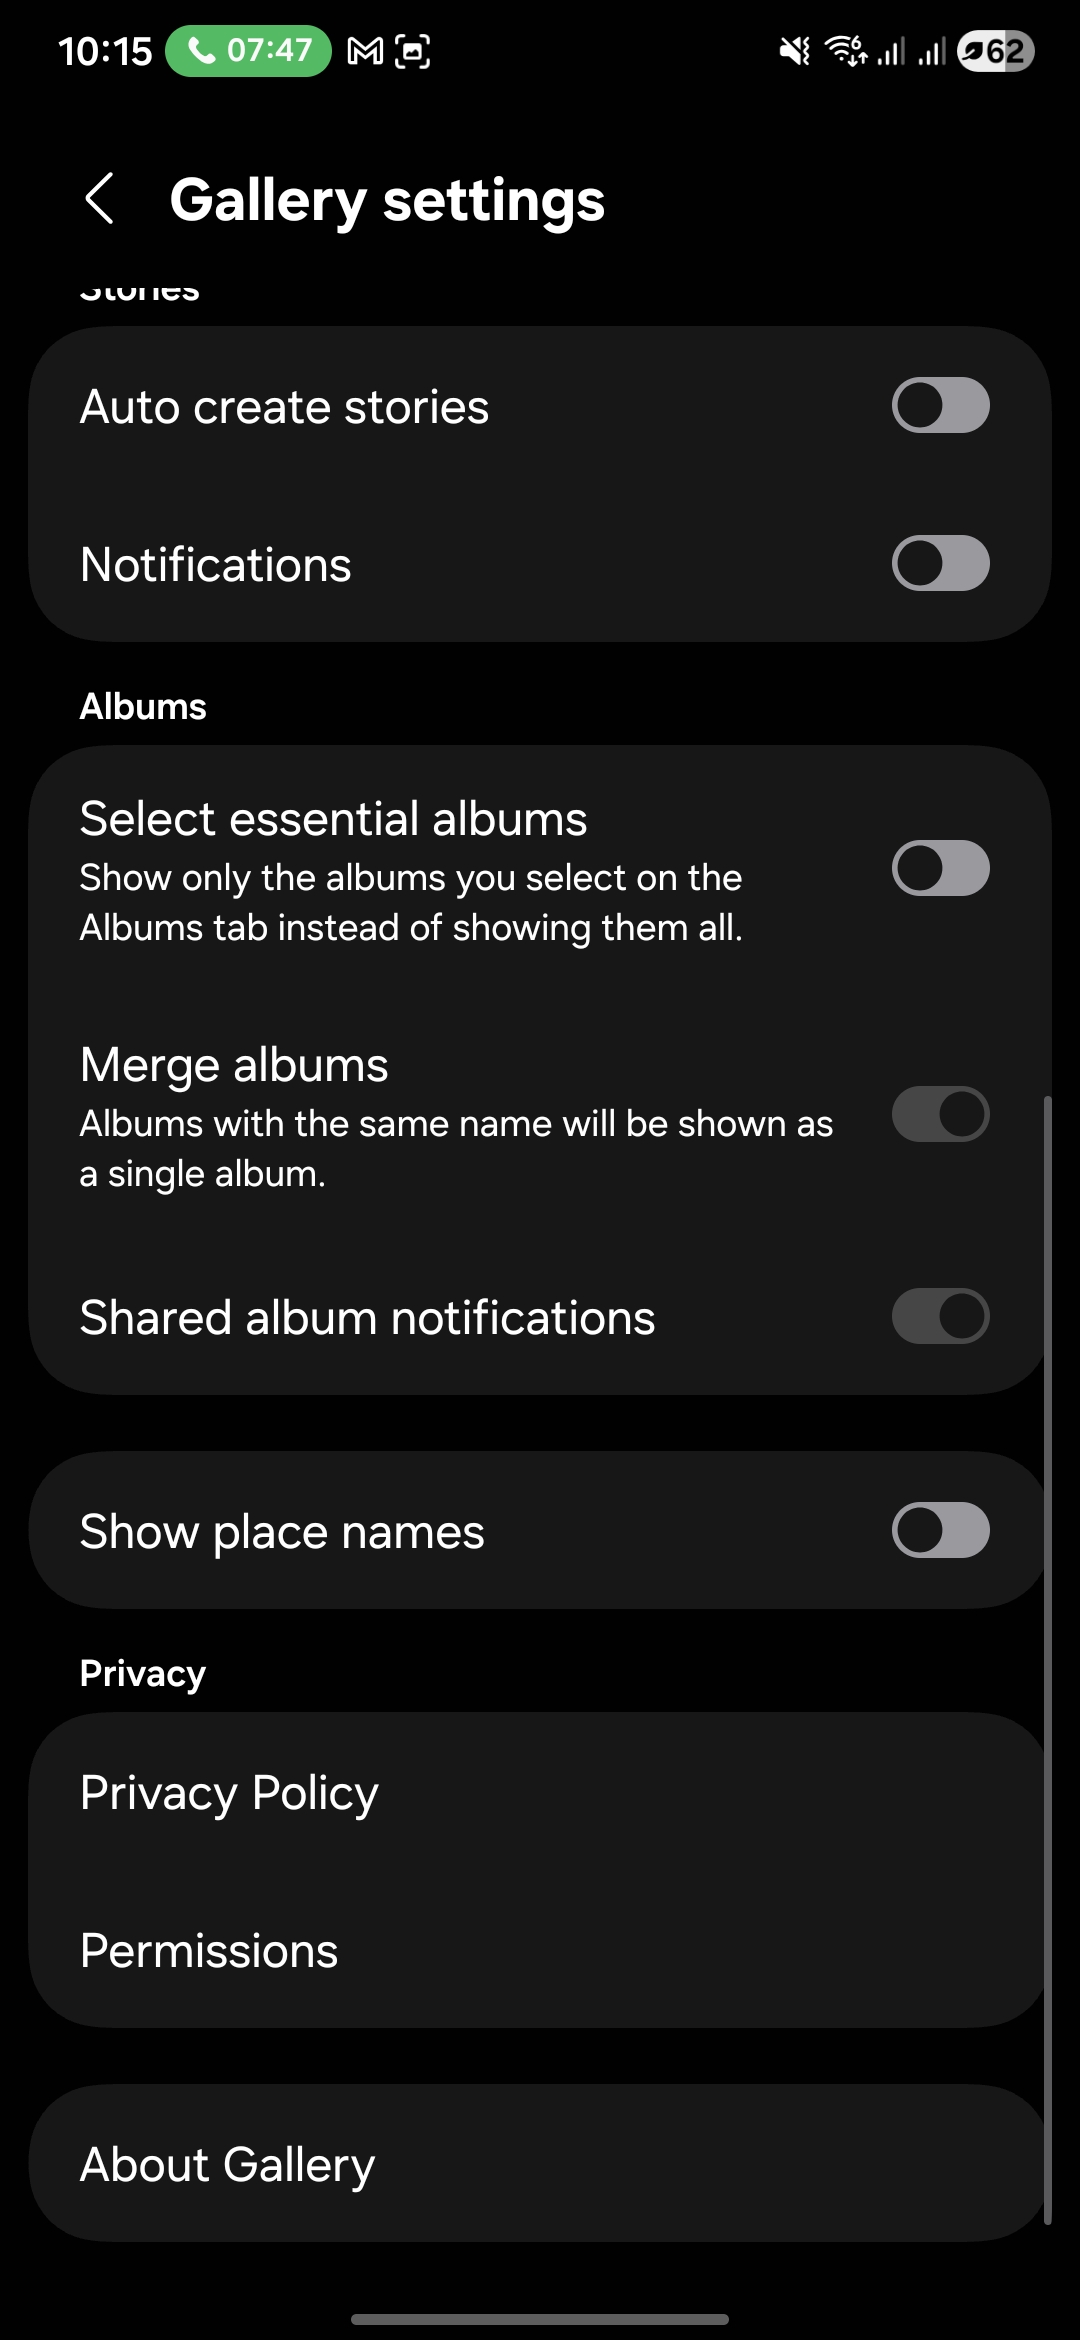 10:15 07:47 62
Gallery settings
Stories
Auto create stories
Notifications
Albums
Select essential albums
Show only the albums you select on the
Albums tab instead of showing them all.
Merge albums
Albums with the same name will be shown as
a single album.
Shared album notifications
Show place names
Privacy
Privacy Policy
Permissions
About Gallery